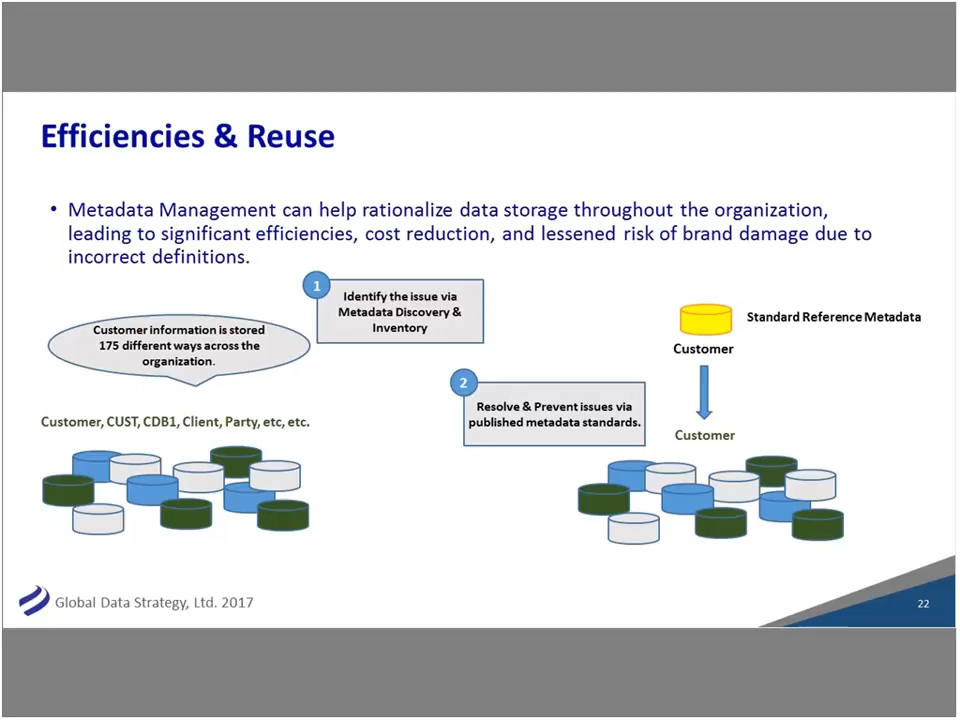 Efficiencies & Reuse
• Metadata Management can help rationalize data storage throughout the organization,
leading to significant efficiencies, cost reduction, and lessened risk of brand damage due to
incorrect definitions.
1
Identify the issue via
Metadata Discovery &
Inventory
Customer information is stored
175 different ways across the
organization.
Standard Reference Metadata
Customer
2
Resolve & Prevent issues via
published metadata standards.
Customer, CUST, CDB1, Client, Party, etc, etc.
Customer
Global Data Strategy, Ltd. 2017
22